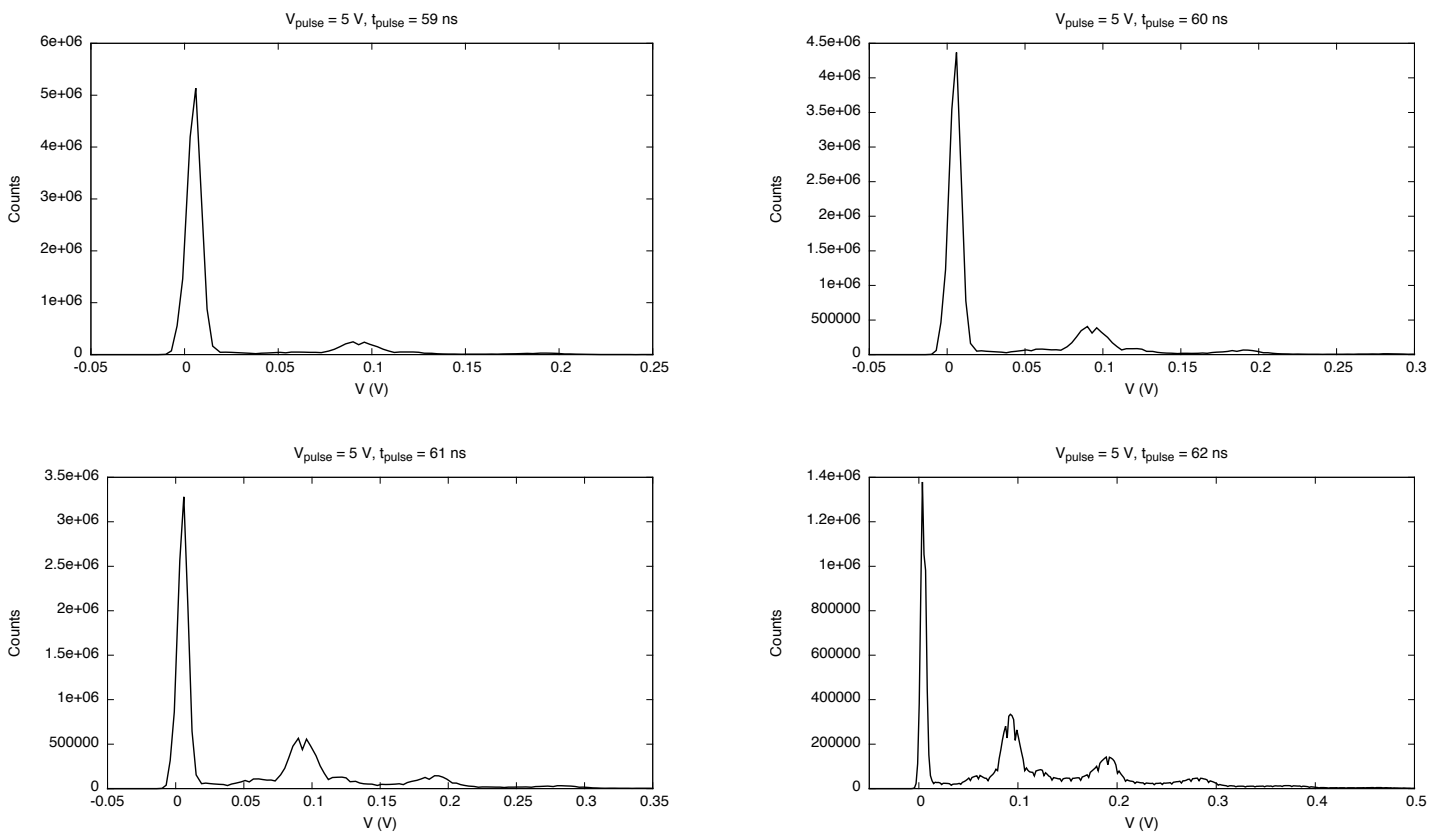 V_pulse = 5 V, t_pulse = 59 ns
6e+06
5e+06
4e+06
3e+06
2e+06
1e+06
0
Counts
-0.05 0 0.05 0.1 0.15 0.2 0.25
V (V)
V_pulse = 5 V, t_pulse = 60 ns
4.5e+06
4e+06
3.5e+06
3e+06
2.5e+06
2e+06
1.5e+06
1e+06
500000
0
Counts
-0.05 0 0.05 0.1 0.15 0.2 0.25 0.3
V (V)
V_pulse = 5 V, t_pulse = 61 ns
3.5e+06
3e+06
2.5e+06
2e+06
1.5e+06
1e+06
500000
0
Counts
-0.05 0 0.05 0.1 0.15 0.2 0.25 0.3 0.35
V (V)
V_pulse = 5 V, t_pulse = 62 ns
1.4e+06
1.2e+06
1e+06
800000
600000
400000
200000
0
Counts
0 0.1 0.2 0.3 0.4 0.5
V (V)